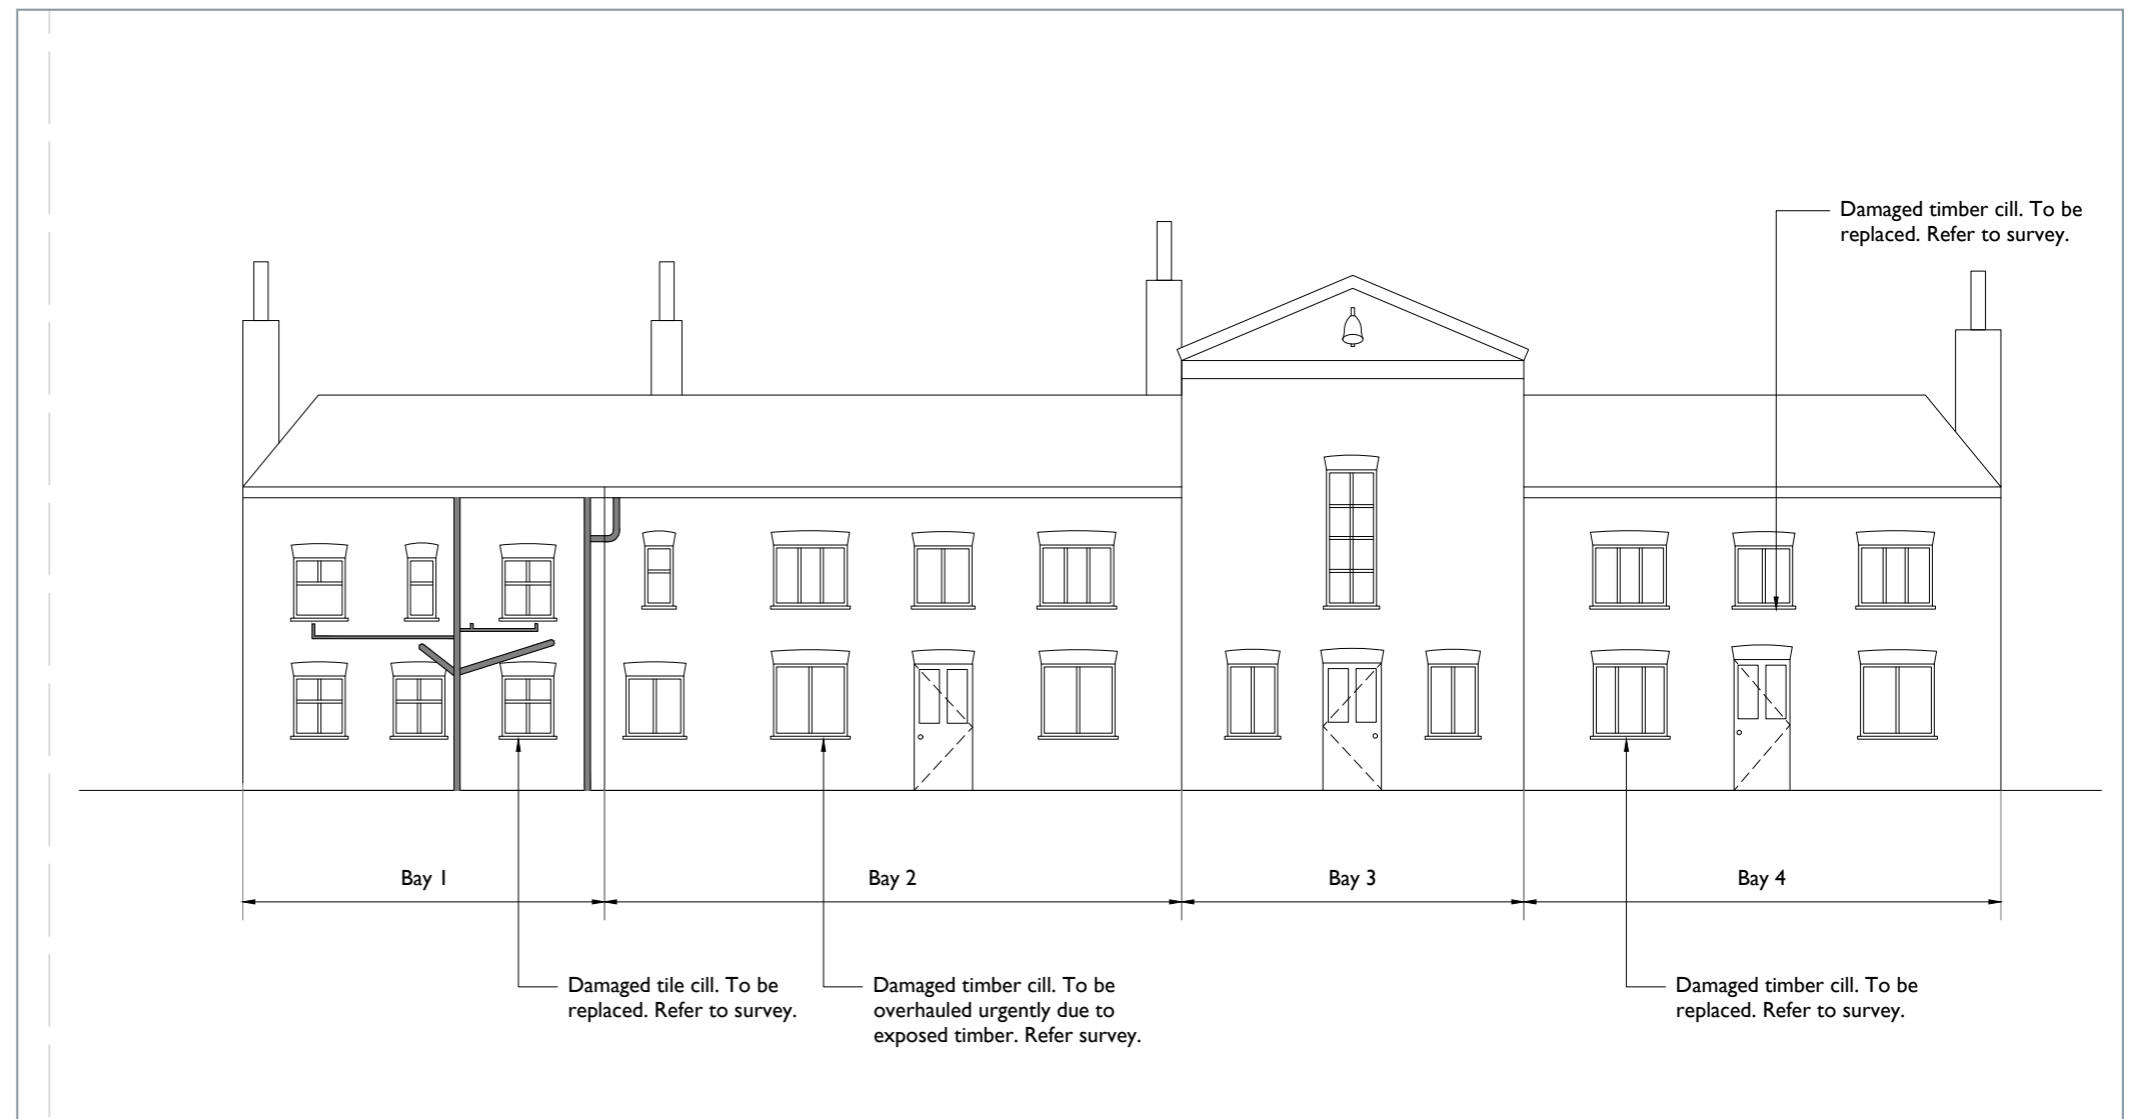 Damaged timber cill. To be
replaced. Refer to survey.
Bay 1
Bay 2
Bay 3
Bay 4
Damaged tile cill. To be
replaced. Refer to survey.
Damaged timber cill. To be
overhauled urgently due to
exposed timber. Refer survey.
Damaged timber cill. To be
replaced. Refer to survey.